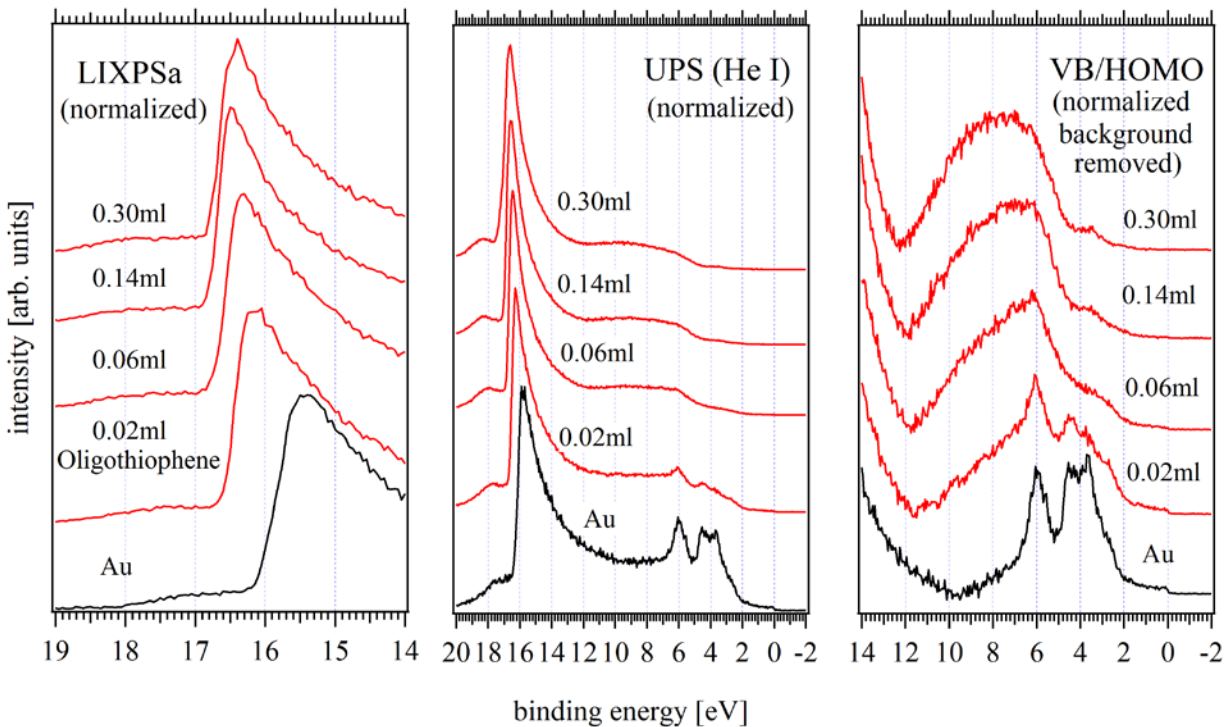 LIXPSa
(normalized)
0.30ml
0.14ml
0.06ml
0.02ml
Oligothiophene
Au
19 18 17 16 15 14
UPS (He I)
(normalized)
0.30ml
0.14ml
0.06ml
0.02ml
Au
20 18 16 14 12 10 8 6 4 2 0 -2
VB/HOMO
(normalized
background
removed)
0.30ml
0.14ml
0.06ml
0.02ml
Au
14 12 10 8 6 4 2 0 -2
intensity [arb. units]
binding energy [eV]